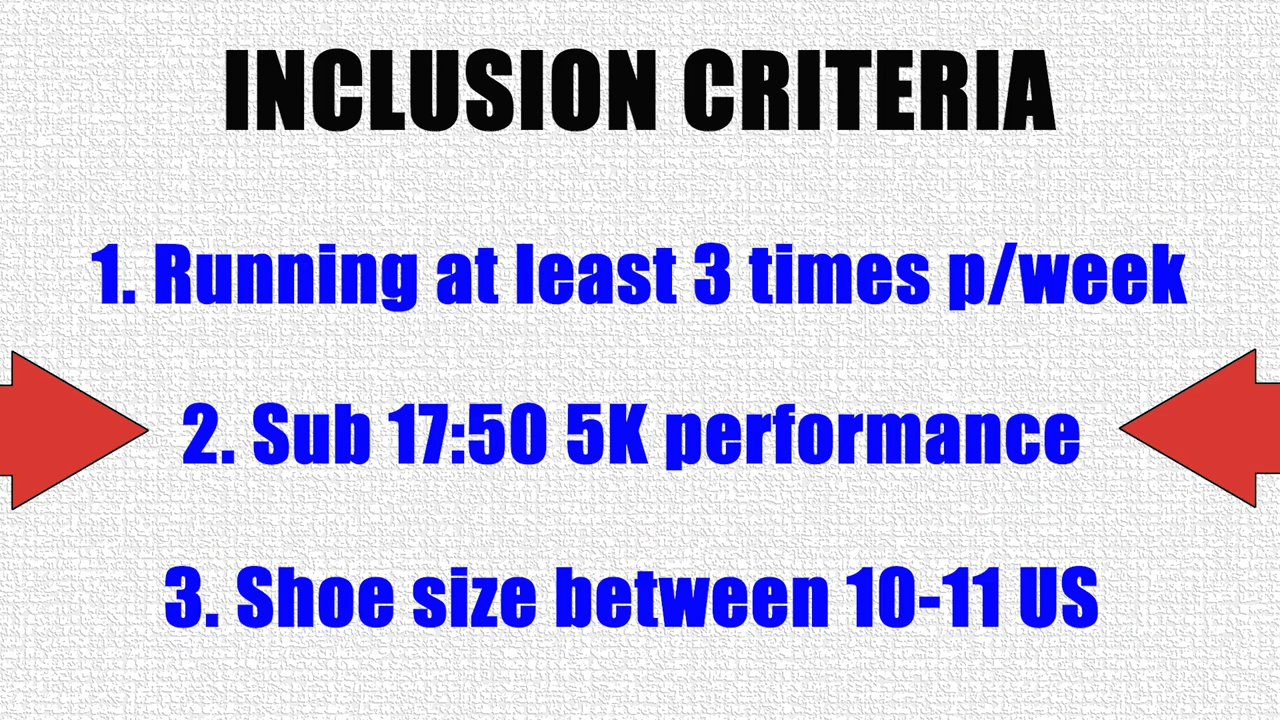 INCLUSION CRITERIA
1. Running at least 3 times p/week
2. Sub 17:50 5K performance
3. Shoe size between 10-11 US